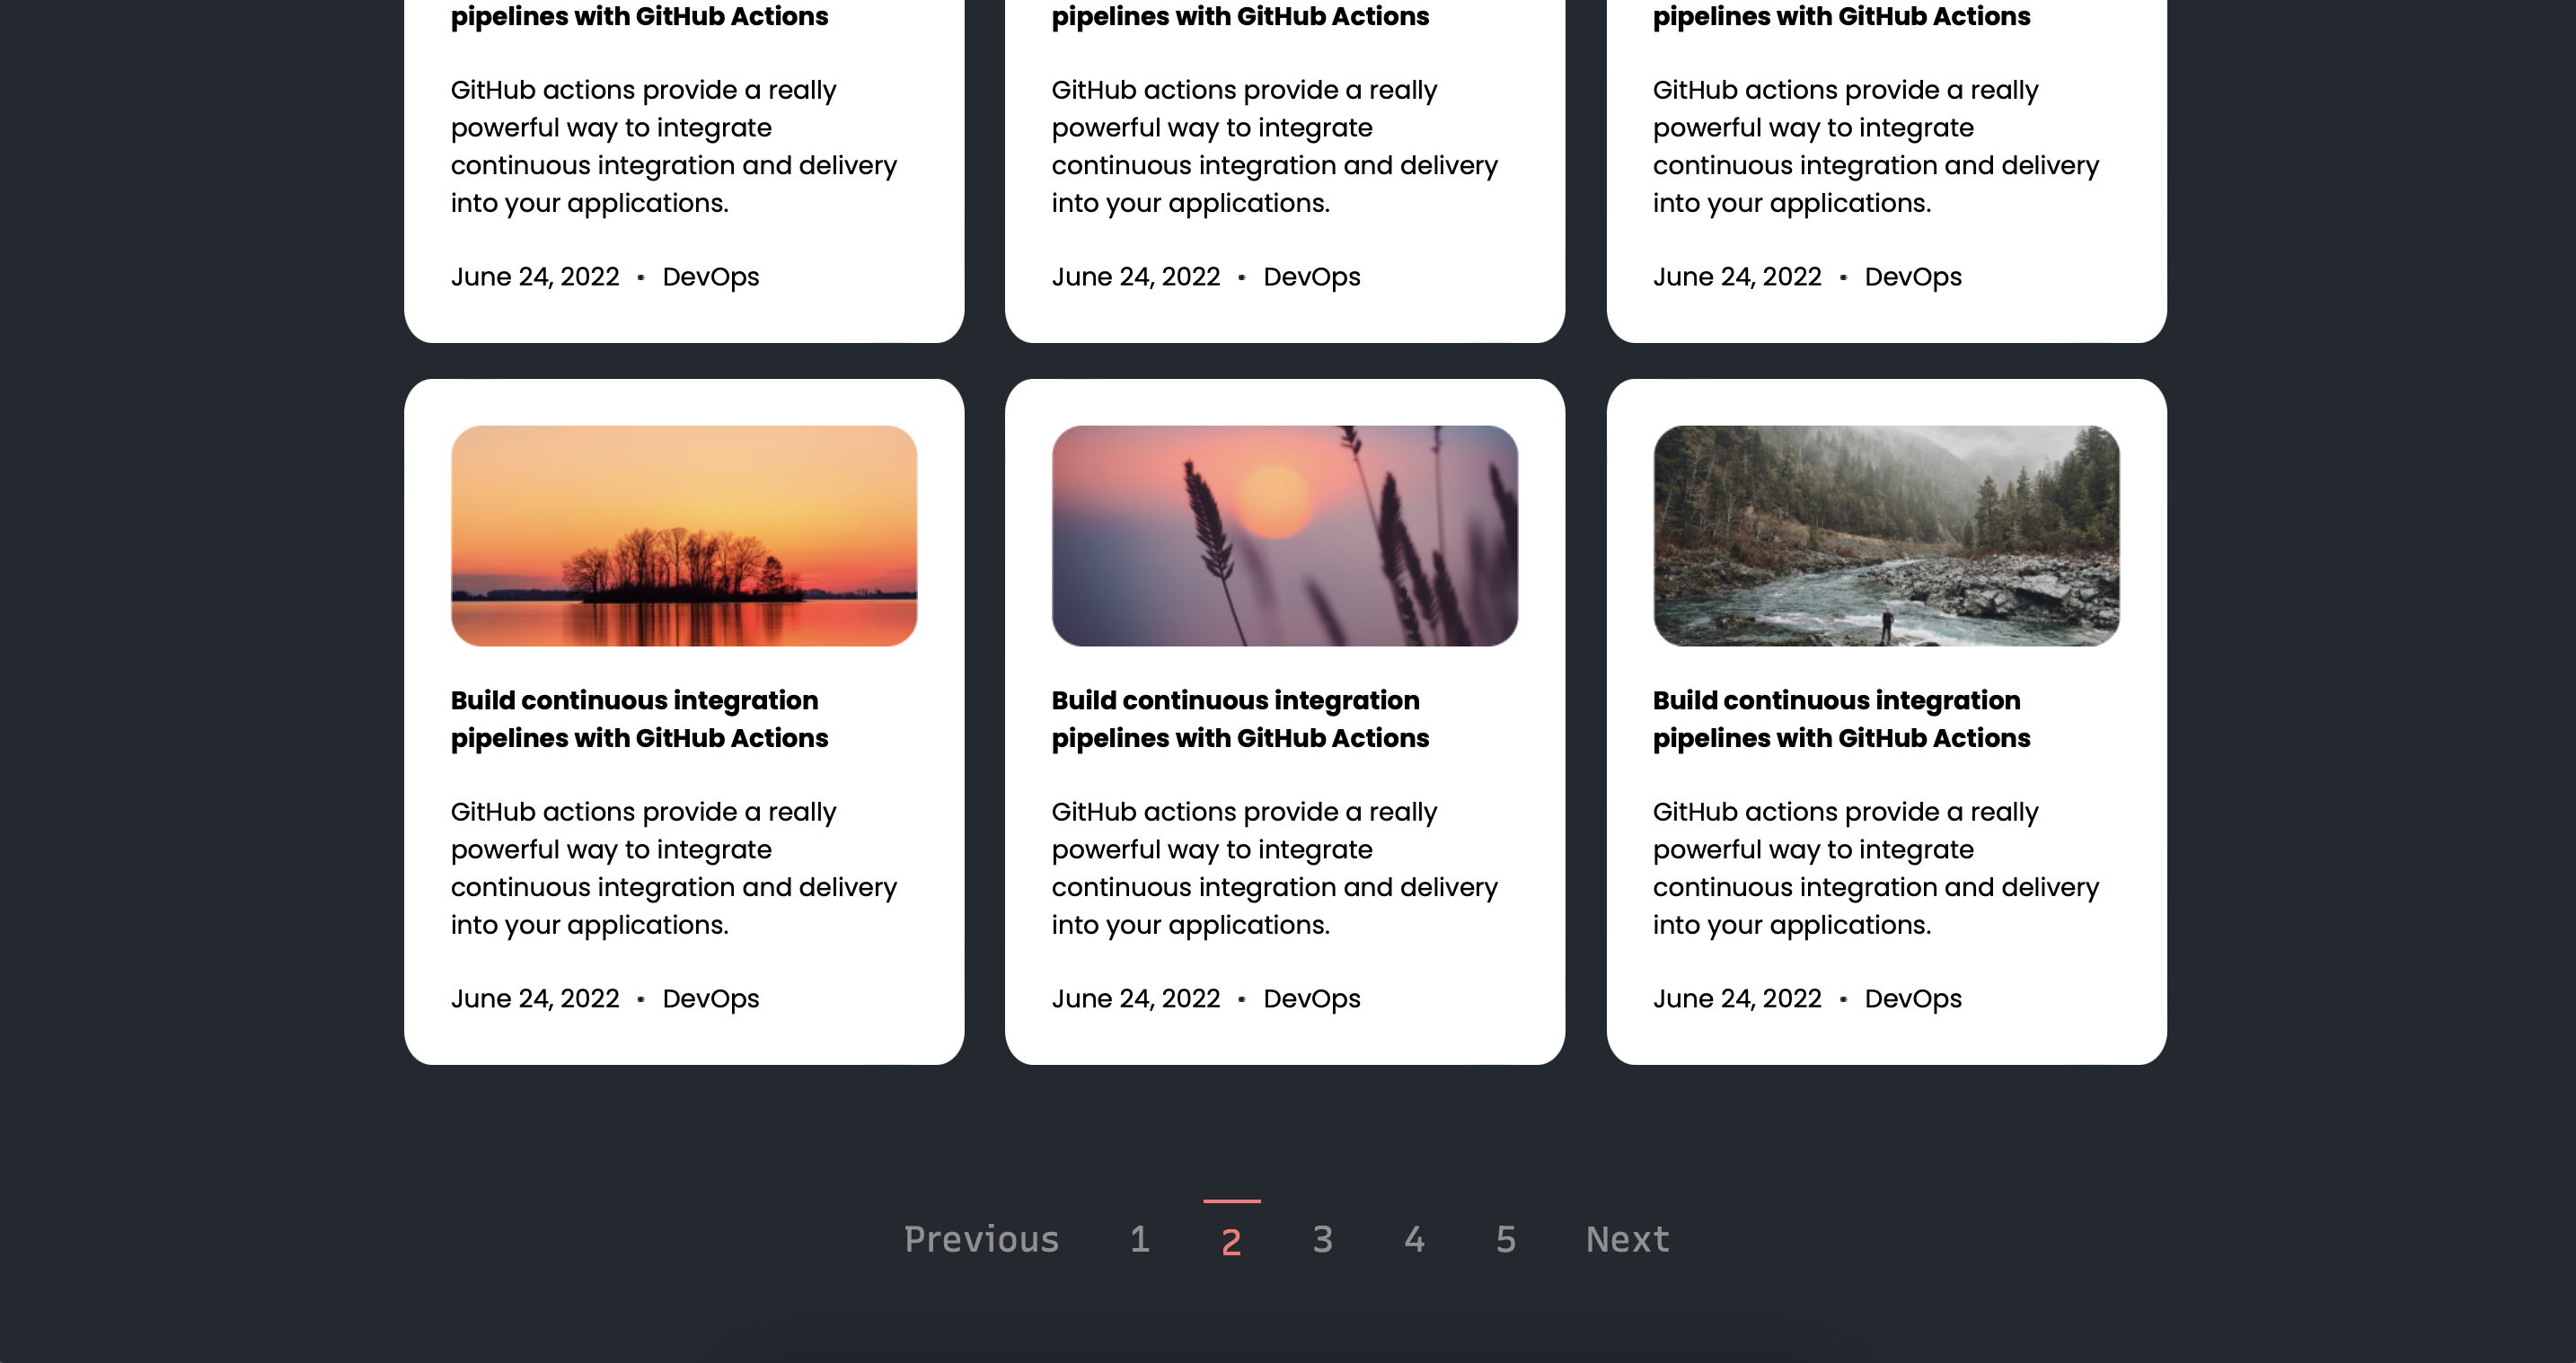 pipelines with GitHub Actions
GitHub actions provide a really
powerful way to integrate
continuous integration and delivery
into your applications.
June 24, 2022 • DevOps
pipelines with GitHub Actions
GitHub actions provide a really
powerful way to integrate
continuous integration and delivery
into your applications.
June 24, 2022 • DevOps
pipelines with GitHub Actions
GitHub actions provide a really
powerful way to integrate
continuous integration and delivery
into your applications.
June 24, 2022 • DevOps
Build continuous integration
pipelines with GitHub Actions
GitHub actions provide a really
powerful way to integrate
continuous integration and delivery
into your applications.
June 24, 2022 • DevOps
Build continuous integration
pipelines with GitHub Actions
GitHub actions provide a really
powerful way to integrate
continuous integration and delivery
into your applications.
June 24, 2022 • DevOps
Build continuous integration
pipelines with GitHub Actions
GitHub actions provide a really
powerful way to integrate
continuous integration and delivery
into your applications.
June 24, 2022 • DevOps
Previous 1 2 3 4 5 Next